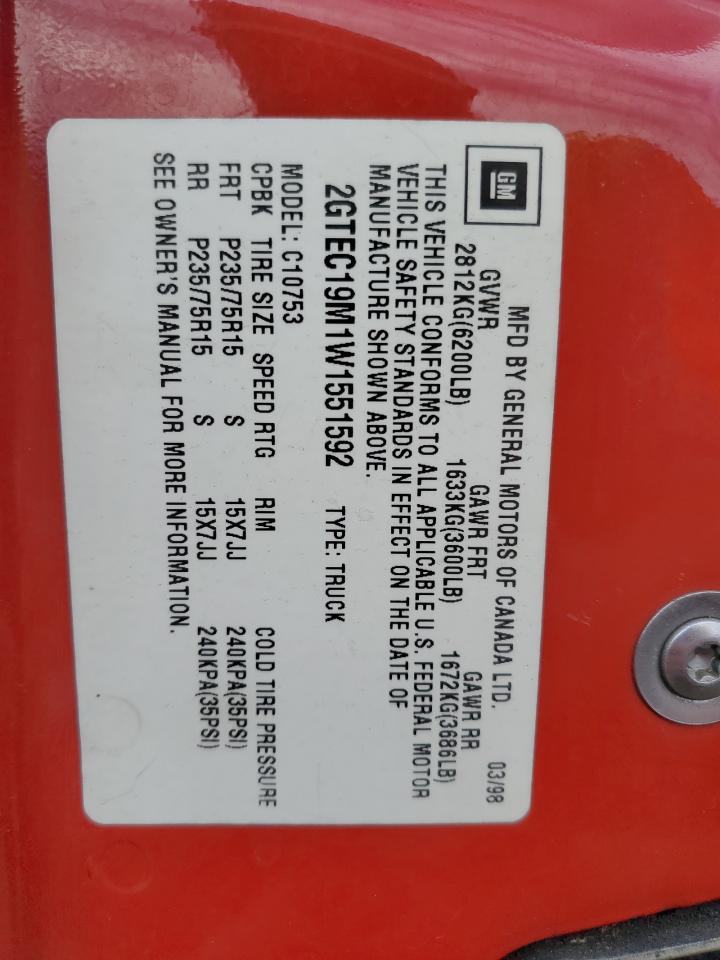 GM
MFD BY GENERAL MOTORS OF CANADA LTD. 03/98
GVWR GAWR FRT GAWR RR
2812KG(6200LB) 1633KG(3600LB) 1672KG(3686LB)
THIS VEHICLE CONFORMS TO ALL APPLICABLE U.S. FEDERAL MOTOR
VEHICLE SAFETY STANDARDS IN EFFECT ON THE DATE OF
MANUFACTURE SHOWN ABOVE.
2GTEC19M1W1551592 TYPE: TRUCK
MODEL: C10753
CPBK TIRE SIZE SPEED RTG RIM COLD TIRE PRESSURE
FRT P235/75R15 S 15X7JJ 240KPA(35PSI)
RR P235/75R15 S 15X7JJ 240KPA(35PSI)
SEE OWNER'S MANUAL FOR MORE INFORMATION.